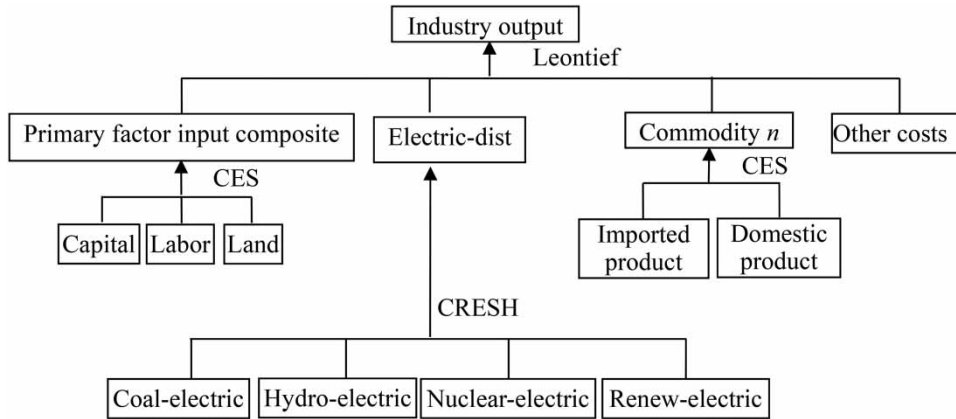 Industry output
Leontief
Primary factor input composite
Electric-dist
Commodity n
Other costs
CES
CES
Capital
Labor
Land
Imported
product
Domestic
product
CRESH
Coal-electric
Hydro-electric
Nuclear-electric
Renew-electric